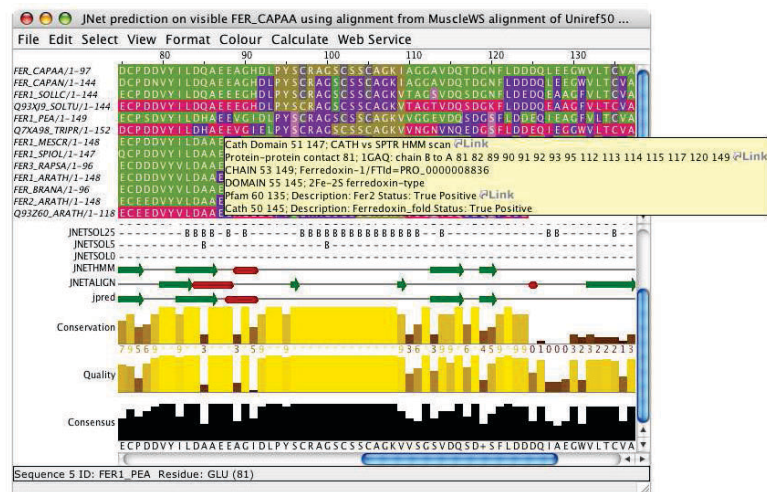 JNet prediction on visible FER_CAPAA using alignment from MuscleWS alignment of Uniref50 ...
File Edit Select View Format Colour Calculate Web Service
80 90 100 110 120 130
FER_CAPAA/1-97 DCPDDVYILDQAEEAGHDLPYSCRAGSCSSCAGKIAGGAVDQTDGNFLDDDQLEEGWVLTCVA
FER_CAPAN/1-144 DCPDNVYILDQAEEAGHDLPYSCRAGSCSSCAGKIAGGAVDQTDGNFLDDDQLEEGWVLTCVA
FER1_SOLLC/1-144 ECPDDVYILDQAEEEGHDLPYSCRAGSCSSCAGKVTAGSVDQSDGNFLDEDQEAAGFVLTCVA
Q93XJ9_SOLTU/1-144 ECPDDVYILDQAEEEGHDLPYSCRAGSCSSCAGKVTAGTVDQSDGKFLDDDQEAAGFVLTCVA
FER1_PEA/1-149 ECPSDVYILDHAEEVGIDLPYSCRAGSCSSCAGKVVGGEVDQSDGSFLDDEQIEAGFVLTCVA
Q7XA98_TRIPR/1-152 ECPDDVYILDHAEEVGIELPYSCRAGSCSSCAGKVVNGNVNQEDGSFLDDEQIEGGWVLTCVA
FER1_MESCR/1-148
FER1_SPIOL/1-147
FER3_RAPSA/1-96
FER1_ARATH/1-148
FER_BRANA/1-96
FER2_ARATH/1-148
Q93Z60_ARATH/1-118
Cath Domain 51 147; CATH vs SPTR HMM scan Link
Protein-protein contact 81; 1GAQ: chain B to A 81 82 89 90 91 92 93 95 112 113 114 115 117 120 149 Link
CHAIN 53 149; Ferredoxin-1/FTId=PRO_0000008836
DOMAIN 55 145; 2Fe-2S ferredoxin-type
Pfam 60 135; Description: Fer2 Status: True Positive Link
Cath 50 145; Description: Ferredoxin_fold Status: True Positive
JNETSOL25
JNETSOL5
JNETSOL0
JNETHMM
JNETALIGN
jpred
Conservation
Quality
Consensus
ECPDDVYILDAAEEAGIDLPYSCRAGSCSSCAGKVVSGSVDQSD+SFLDDDQIAEGWVLTCVA
Sequence 5 ID: FER1_PEA Residue: GLU (81)